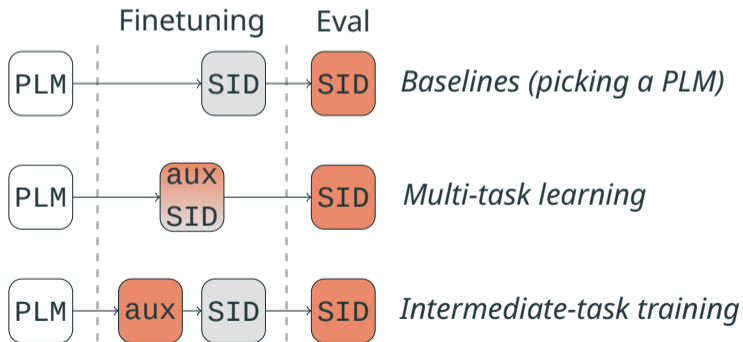 Finetuning Eval
PLM SID SID Baselines (picking a PLM)
aux
PLM SID SID Multi-task learning
PLM aux SID SID Intermediate-task training